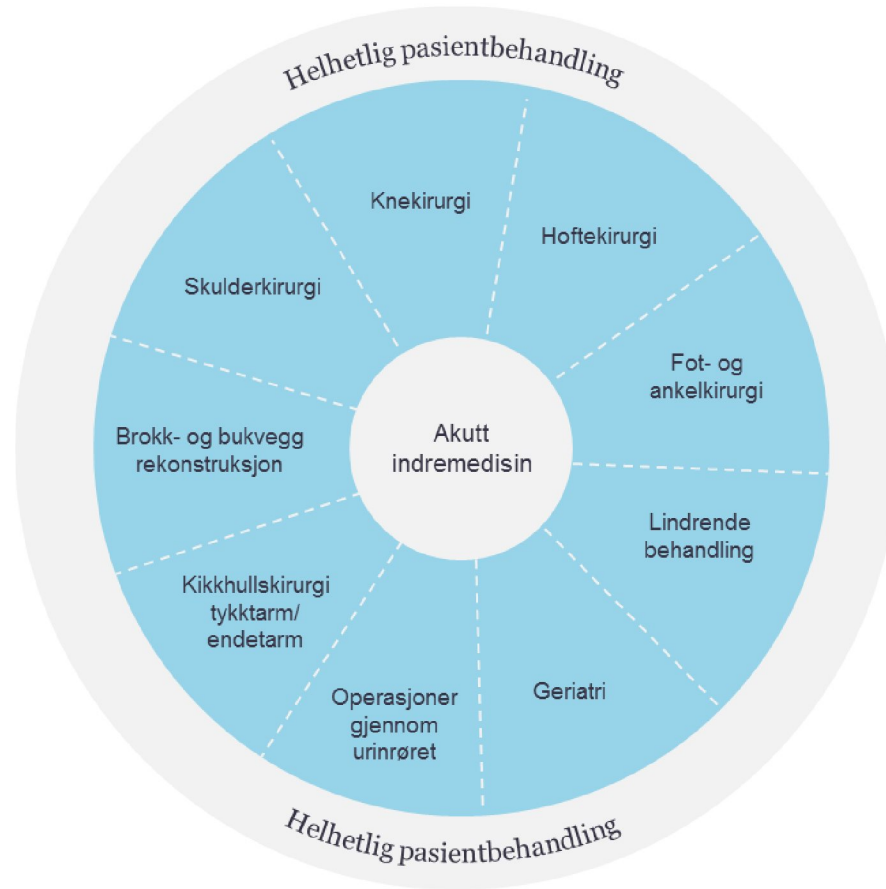 Helhetlig pasientbehandling
Knekirurgi
Hoftekirurgi
Skulderkirurgi
Fot- og
ankelkirurgi
Brokk- og bukvegg
rekonstruksjon
Akutt
indremedisin
Lindrende
behandling
Kikkhullskirurgi
tykktarm/
endetarm
Operasjoner
gjennom
urinrøret
Geriatri
Helhetlig pasientbehandling